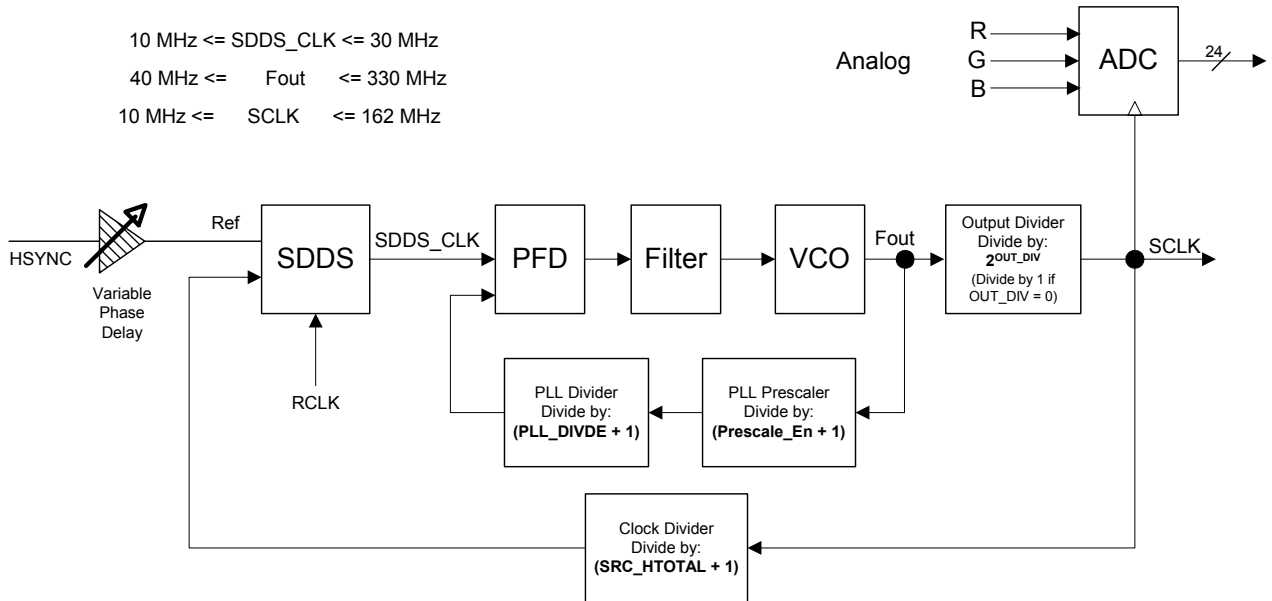 10 MHz <= SDDS_CLK <= 30 MHz
40 MHz <= Fout <= 330 MHz
10 MHz <= SCLK <= 162 MHz
Analog
R
G
B
ADC
24
HSYNC
Variable
Phase
Delay
Ref
SDDS
RCLK
SDDS_CLK
PFD
Filter
VCO
Fout
Output Divider
Divide by:
2^OUT_DIV
(Divide by 1 if
OUT_DIV = 0)
SCLK
PLL Divider
Divide by:
(PLL_DIVDE + 1)
PLL Prescaler
Divide by:
(Prescale_En + 1)
Clock Divider
Divide by:
(SRC_HTOTAL + 1)